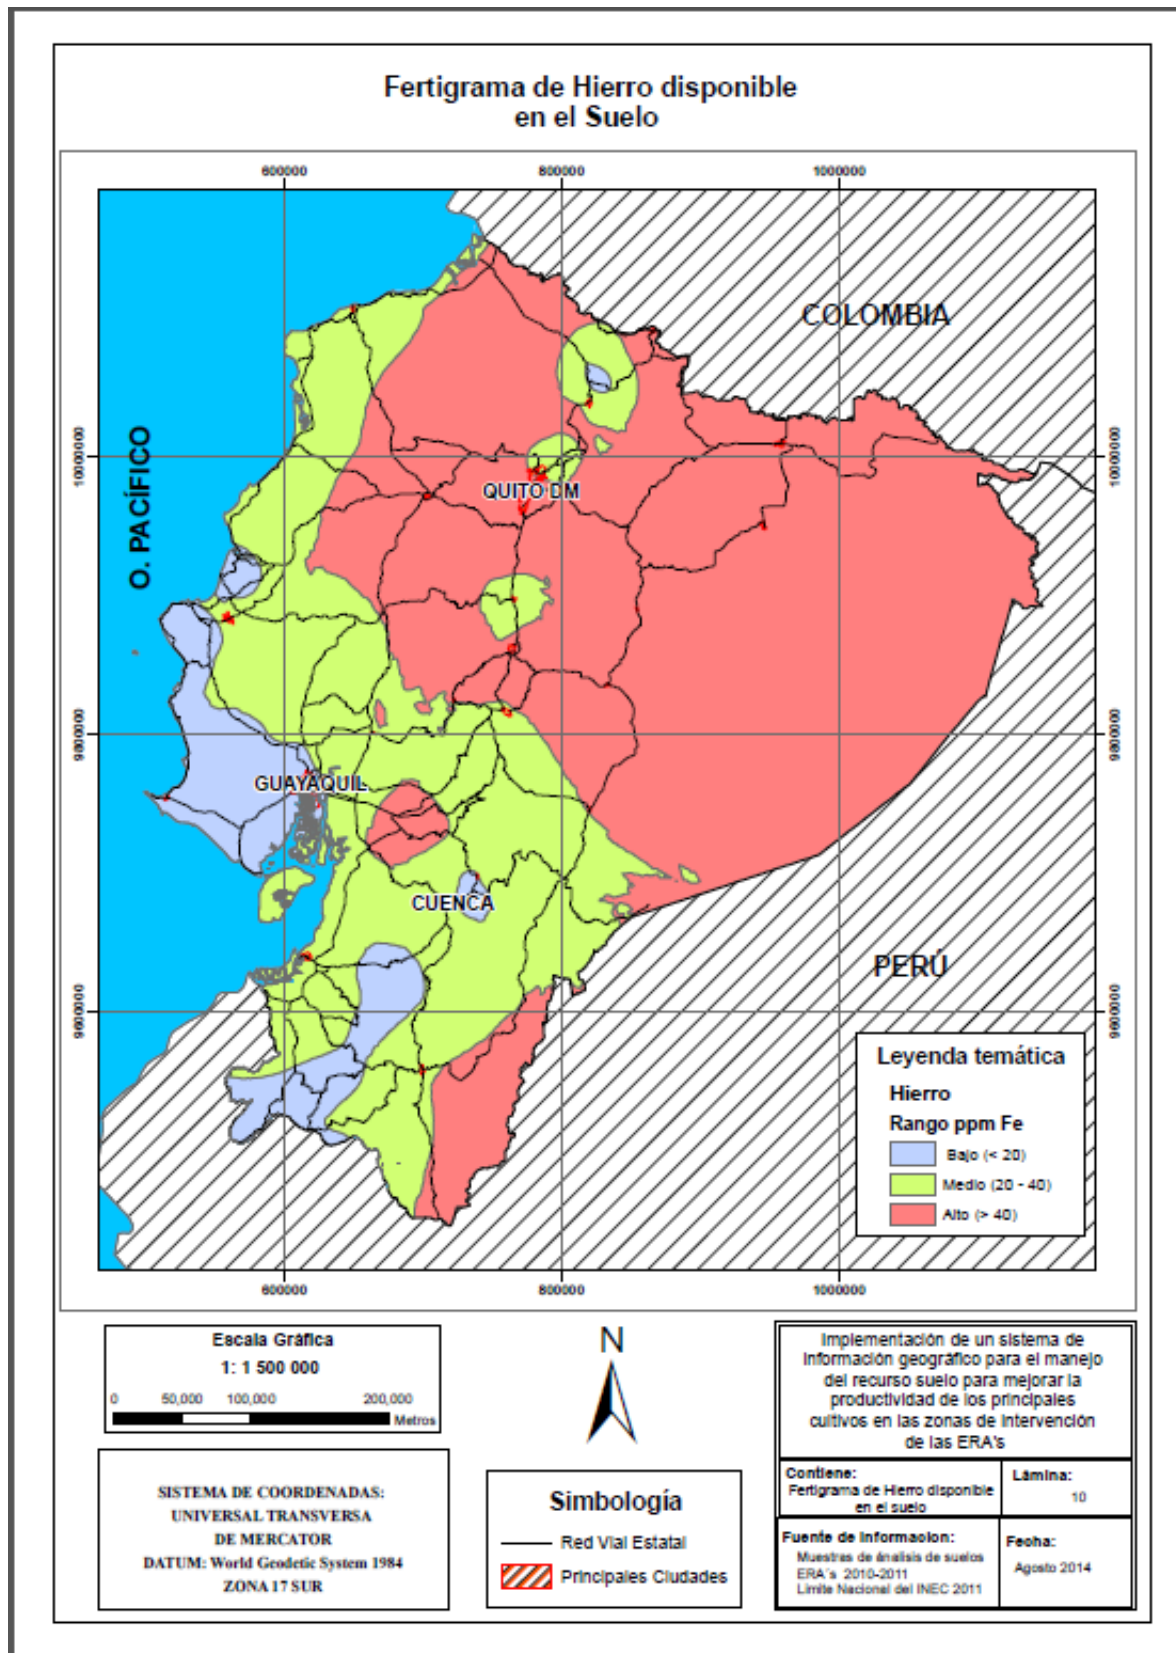 Fertigrama de Hierro disponible
en el Suelo
600000
800000
1000000
COLOMBIA
10000000
10000000
O. PACÍFICO
QUITO DM
9800000
9800000
GUAYAQUIL
CUENCA
PERÚ
9600000
9600000
Leyenda temática
Hierro
Rango ppm Fe
Bajo (< 20)
Medio (20 - 40)
Alto (> 40)
600000
800000
1000000
Escala Gráfica
1: 1 500 000
0 50,000 100,000 200,000
Metros
N
SISTEMA DE COORDENADAS:
UNIVERSAL TRANSVERSA
DE MERCATOR
DATUM: World Geodetic System 1984
ZONA 17 SUR
Simbología
Red Vial Estatal
Principales Ciudades
Implementación de un sistema de
información geográfico para el manejo
del recurso suelo para mejorar la
productividad de los principales
cultivos en las zonas de intervención
de las ERA's
Contiene:
Fertigrama de Hierro disponible
en el suelo
Lámina:
10
Fuente de Informacion:
Muestras de ánalisis de suelos
ERA´s 2010-2011
Limite Nacional del INEC 2011
Fecha:
Agosto 2014